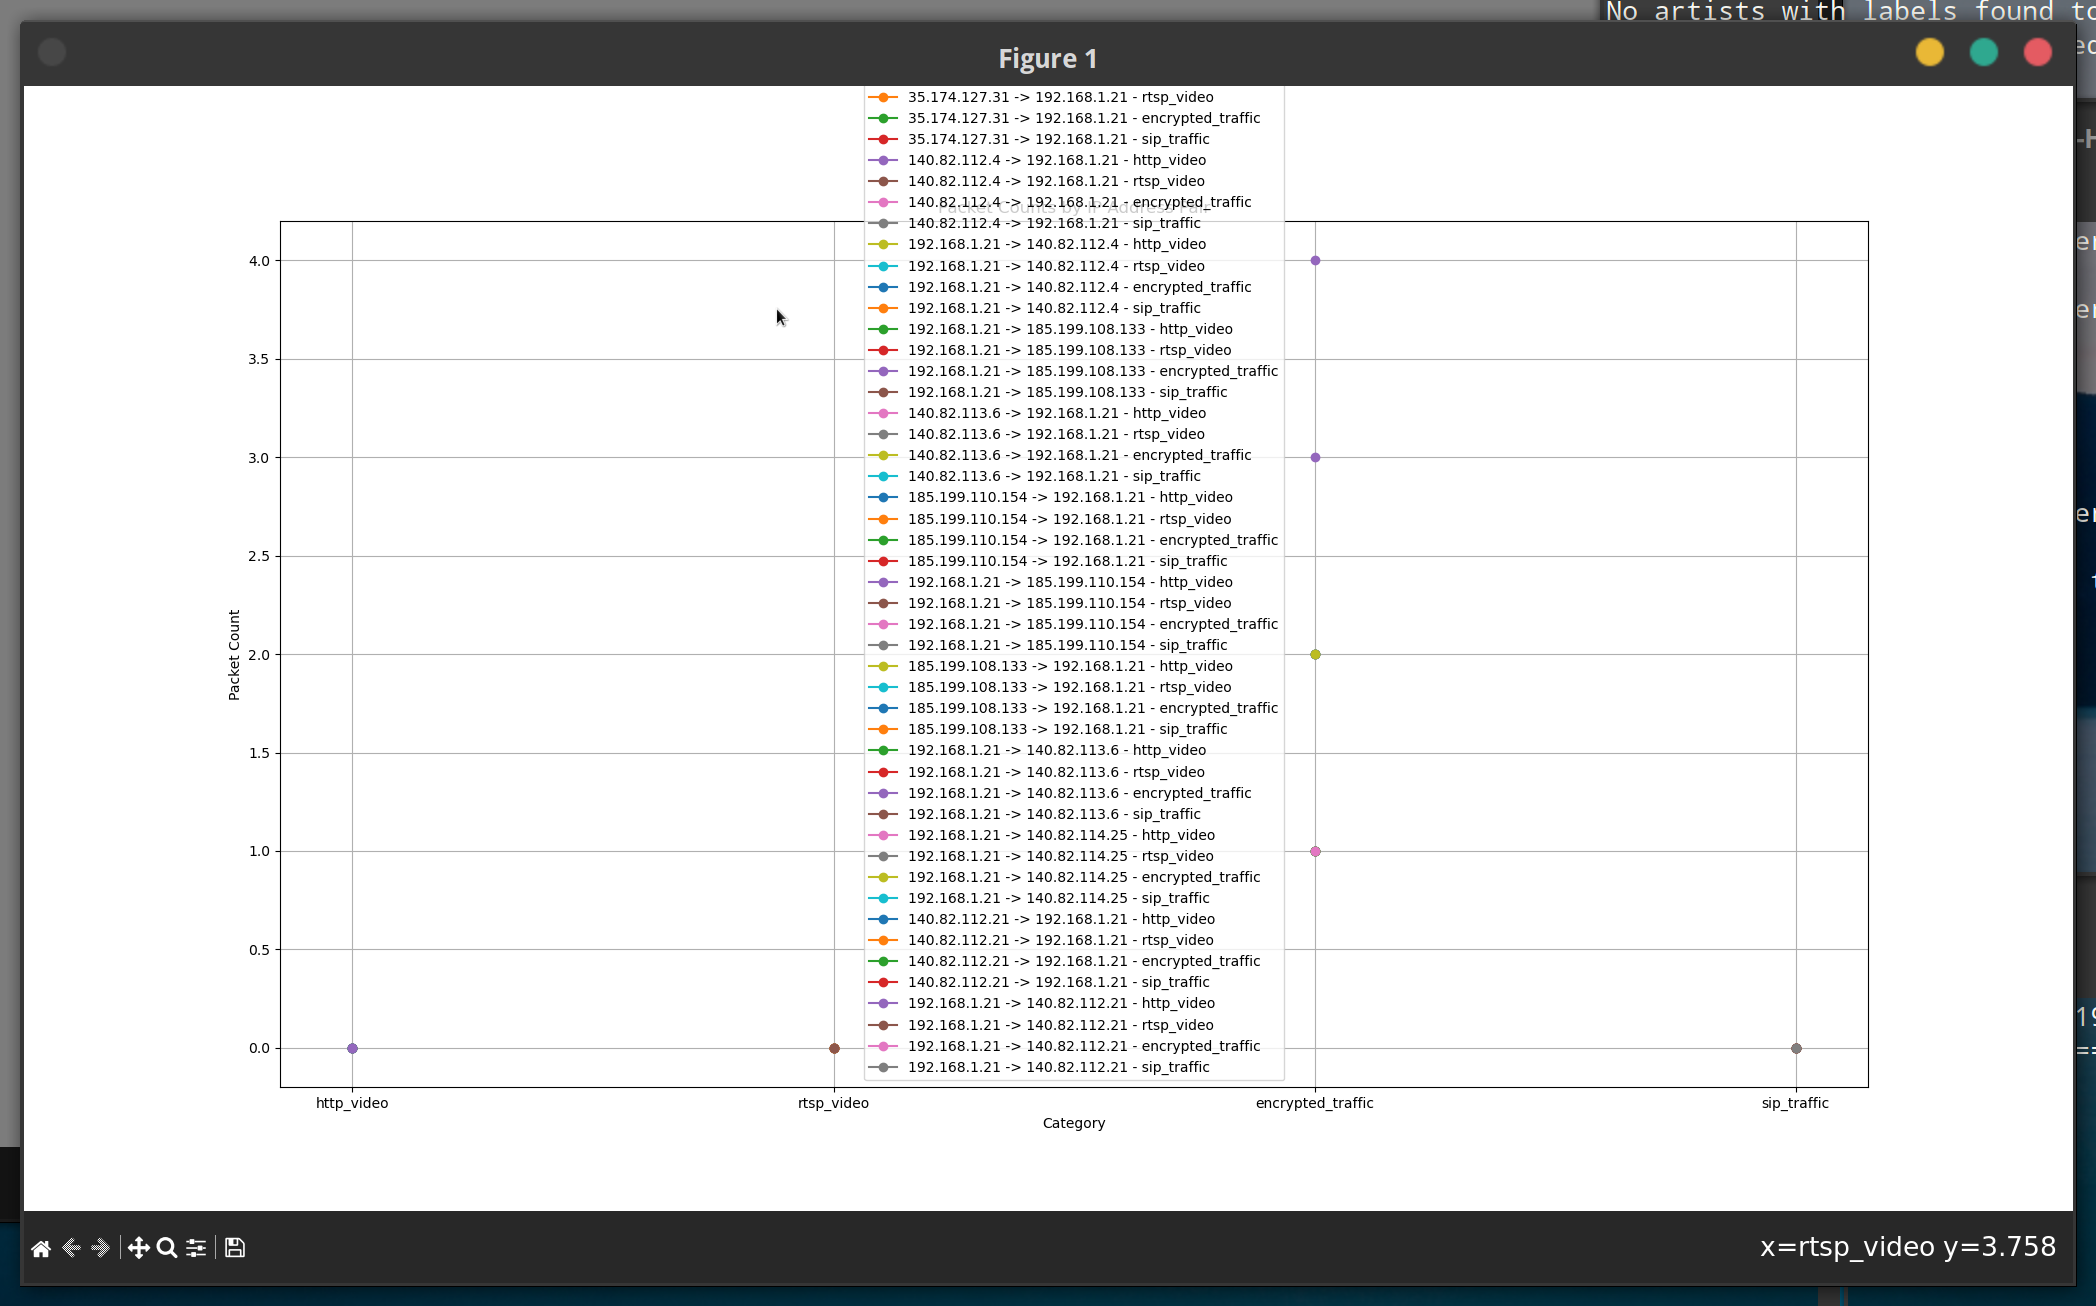 No artists with labels found to
Figure 1
35.174.127.31 -> 192.168.1.21 - rtsp_video
35.174.127.31 -> 192.168.1.21 - encrypted_traffic
35.174.127.31 -> 192.168.1.21 - sip_traffic
140.82.112.4 -> 192.168.1.21 - http_video
140.82.112.4 -> 192.168.1.21 - rtsp_video
140.82.112.4 -> 192.168.1.21 - encrypted_traffic
Packet Counts by IP Address Pair
140.82.112.4 -> 192.168.1.21 - sip_traffic
192.168.1.21 -> 140.82.112.4 - http_video
192.168.1.21 -> 140.82.112.4 - rtsp_video
192.168.1.21 -> 140.82.112.4 - encrypted_traffic
192.168.1.21 -> 140.82.112.4 - sip_traffic
192.168.1.21 -> 185.199.108.133 - http_video
192.168.1.21 -> 185.199.108.133 - rtsp_video
192.168.1.21 -> 185.199.108.133 - encrypted_traffic
192.168.1.21 -> 185.199.108.133 - sip_traffic
140.82.113.6 -> 192.168.1.21 - http_video
140.82.113.6 -> 192.168.1.21 - rtsp_video
140.82.113.6 -> 192.168.1.21 - encrypted_traffic
140.82.113.6 -> 192.168.1.21 - sip_traffic
185.199.110.154 -> 192.168.1.21 - http_video
185.199.110.154 -> 192.168.1.21 - rtsp_video
185.199.110.154 -> 192.168.1.21 - encrypted_traffic
185.199.110.154 -> 192.168.1.21 - sip_traffic
192.168.1.21 -> 185.199.110.154 - http_video
192.168.1.21 -> 185.199.110.154 - rtsp_video
192.168.1.21 -> 185.199.110.154 - encrypted_traffic
192.168.1.21 -> 185.199.110.154 - sip_traffic
185.199.108.133 -> 192.168.1.21 - http_video
185.199.108.133 -> 192.168.1.21 - rtsp_video
185.199.108.133 -> 192.168.1.21 - encrypted_traffic
185.199.108.133 -> 192.168.1.21 - sip_traffic
192.168.1.21 -> 140.82.113.6 - http_video
192.168.1.21 -> 140.82.113.6 - rtsp_video
192.168.1.21 -> 140.82.113.6 - encrypted_traffic
192.168.1.21 -> 140.82.113.6 - sip_traffic
192.168.1.21 -> 140.82.114.25 - http_video
192.168.1.21 -> 140.82.114.25 - rtsp_video
192.168.1.21 -> 140.82.114.25 - encrypted_traffic
192.168.1.21 -> 140.82.114.25 - sip_traffic
140.82.112.21 -> 192.168.1.21 - http_video
140.82.112.21 -> 192.168.1.21 - rtsp_video
140.82.112.21 -> 192.168.1.21 - encrypted_traffic
140.82.112.21 -> 192.168.1.21 - sip_traffic
192.168.1.21 -> 140.82.112.21 - http_video
192.168.1.21 -> 140.82.112.21 - rtsp_video
192.168.1.21 -> 140.82.112.21 - encrypted_traffic
192.168.1.21 -> 140.82.112.21 - sip_traffic
4.0
3.5
3.0
2.5
2.0
1.5
1.0
0.5
0.0
Packet Count
http_video
rtsp_video
encrypted_traffic
sip_traffic
Category
x=rtsp_video y=3.758